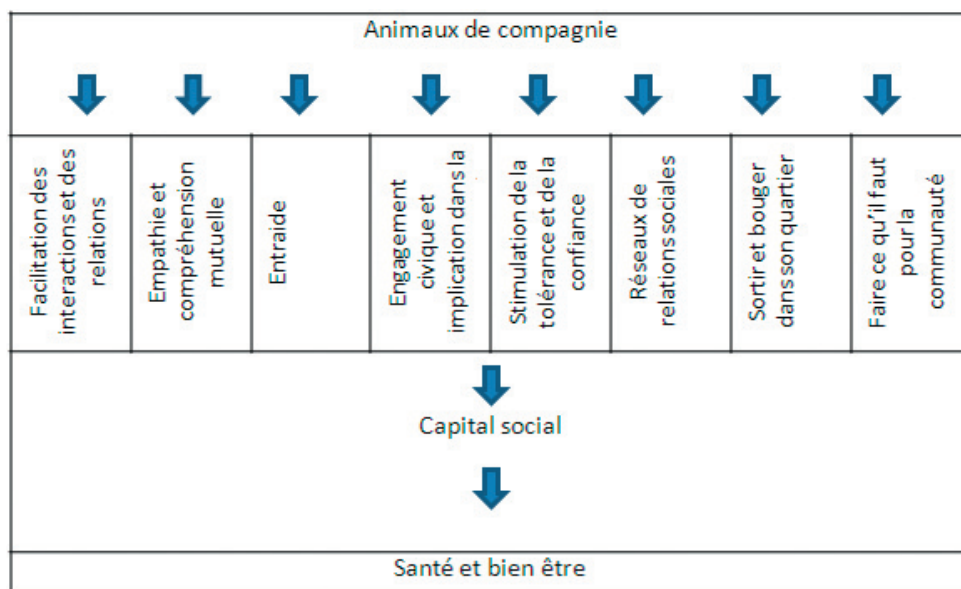 Animaux de compagnie
Facilitation des
interactions et des
relations
Empathie et
compréhension
mutuelle
Entraide
Engagement
civique et
implication dans la
Stimulation de la
tolérance et de la
confiance
Réseaux de
relations sociales
Sortir et bouger
dans son quartier
Faire ce qu'il faut
pour la
communauté
Capital social
Santé et bien être